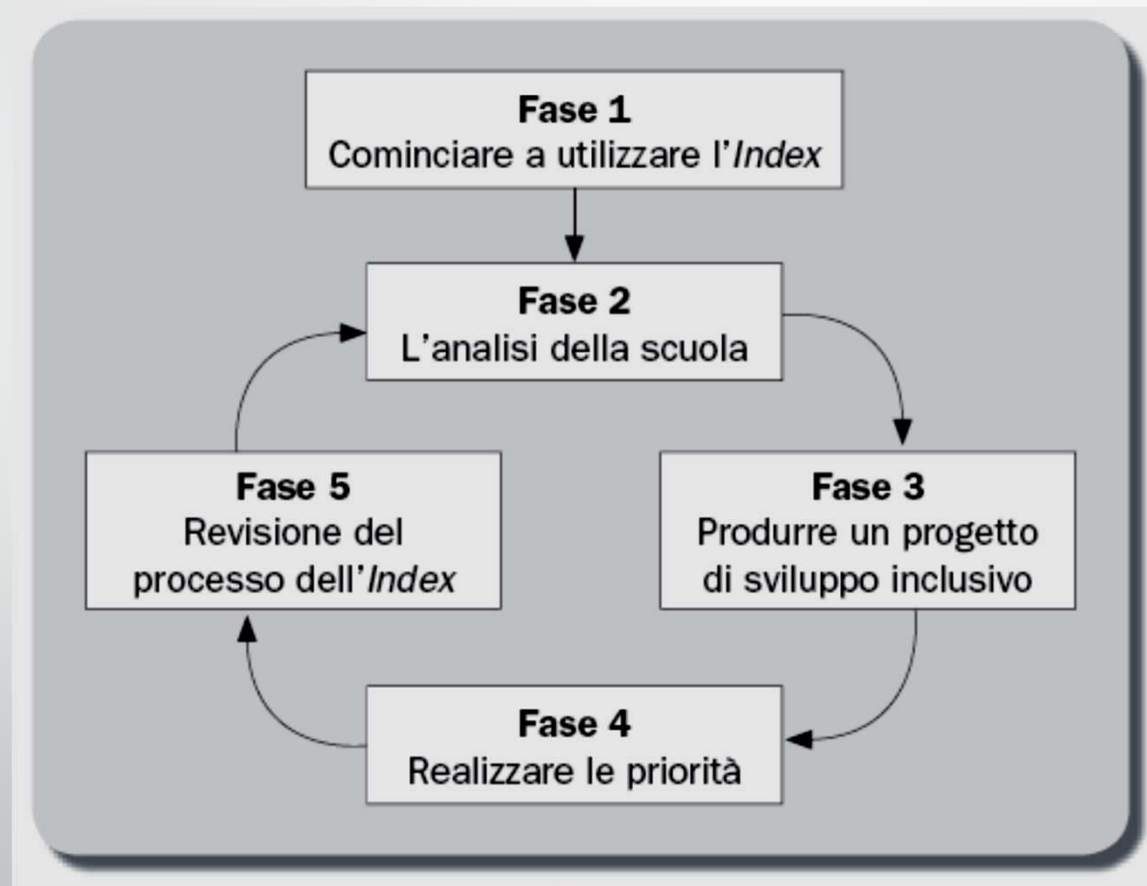 Fase 1
Cominciare a utilizzare l'Index
Fase 2
L'analisi della scuola
Fase 3
Produrre un progetto
di sviluppo inclusivo
Fase 4
Realizzare le priorità
Fase 5
Revisione del
processo dell'Index